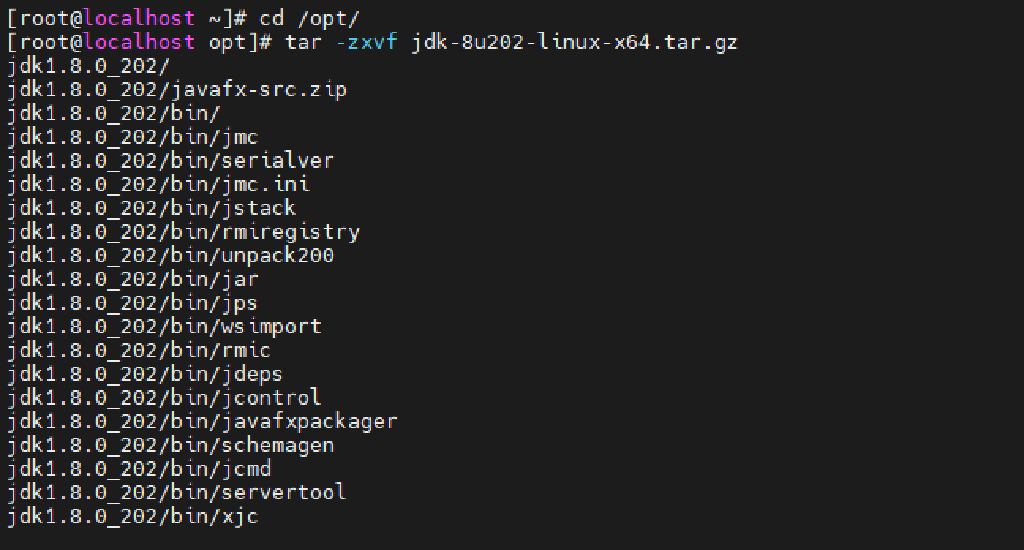 [root@localhost ~]# cd /opt/
[root@localhost opt]# tar -zxvf jdk-8u202-linux-x64.tar.gz
jdk1.8.0_202/
jdk1.8.0_202/javafx-src.zip
jdk1.8.0_202/bin/
jdk1.8.0_202/bin/jmc
jdk1.8.0_202/bin/serialver
jdk1.8.0_202/bin/jmc.ini
jdk1.8.0_202/bin/jstack
jdk1.8.0_202/bin/rmiregistry
jdk1.8.0_202/bin/unpack200
jdk1.8.0_202/bin/jar
jdk1.8.0_202/bin/jps
jdk1.8.0_202/bin/wsimport
jdk1.8.0_202/bin/rmic
jdk1.8.0_202/bin/jdeps
jdk1.8.0_202/bin/jcontrol
jdk1.8.0_202/bin/javafxpackager
jdk1.8.0_202/bin/schemagen
jdk1.8.0_202/bin/jcmd
jdk1.8.0_202/bin/servertool
jdk1.8.0_202/bin/xjc